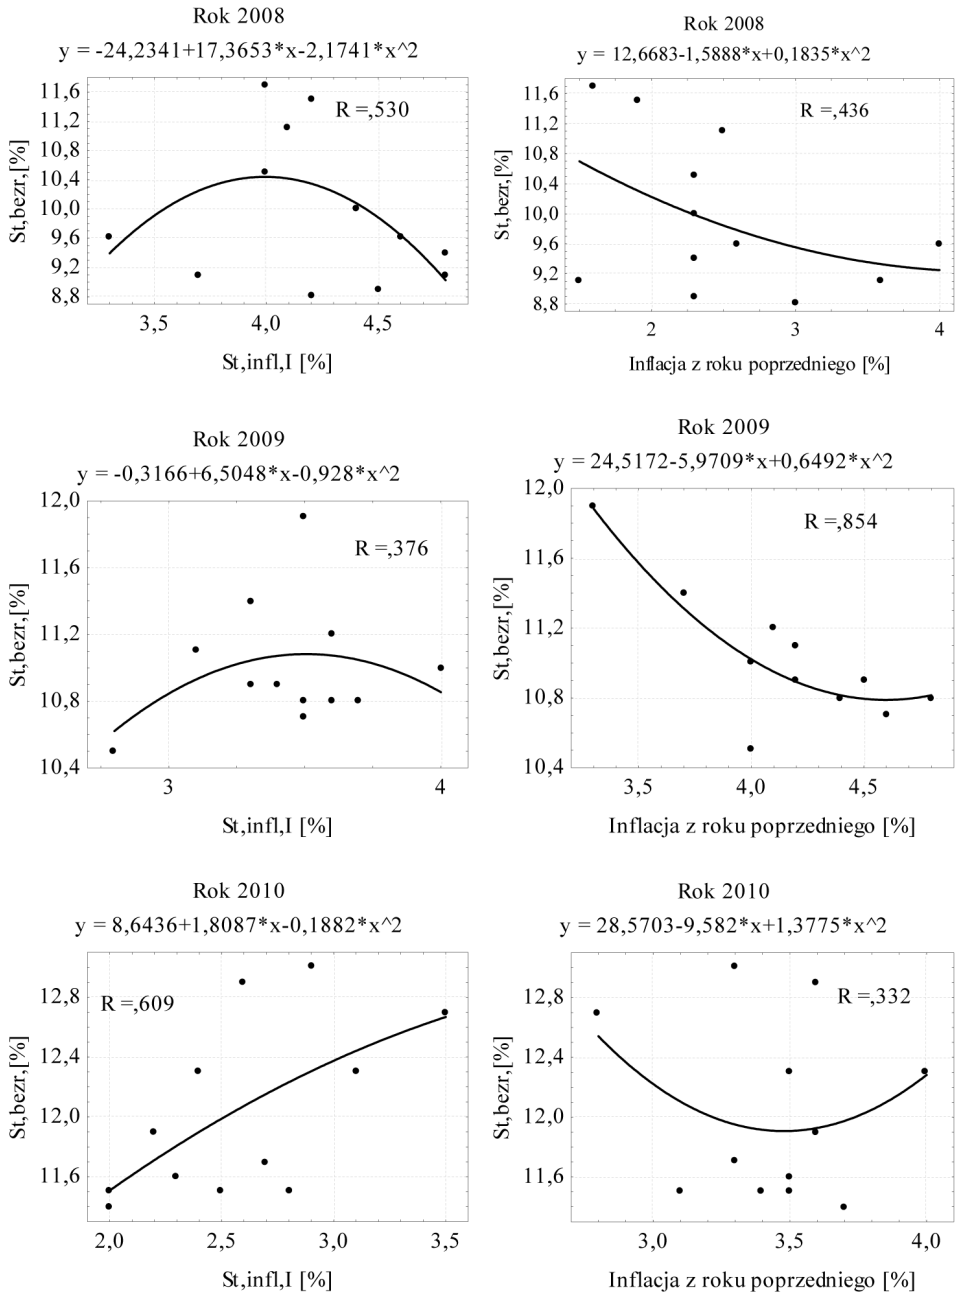 Rok 2008
y = -24,2341+17,3653*x-2,1741*x^2
St,bezr,[%]
11,6
11,2
10,8
10,4
10,0
9,6
9,2
8,8
R =,530
3,5 4,0 4,5
St,infl,I [%]
Rok 2008
y = 12,6683-1,5888*x+0,1835*x^2
St,bezr,[%]
11,6
11,2
10,8
10,4
10,0
9,6
9,2
8,8
R =,436
2 3 4
Inflacja z roku poprzedniego [%]
Rok 2009
y = -0,3166+6,5048*x-0,928*x^2
St,bezr,[%]
12,0
11,6
11,2
10,8
10,4
R =,376
3 4
St,infl,I [%]
Rok 2009
y = 24,5172-5,9709*x+0,6492*x^2
St,bezr,[%]
12,0
11,6
11,2
10,8
10,4
R =,854
3,5 4,0 4,5
Inflacja z roku poprzedniego [%]
Rok 2010
y = 8,6436+1,8087*x-0,1882*x^2
St,bezr,[%]
12,8
12,4
12,0
11,6
R =,609
2,0 2,5 3,0 3,5
St,infl,I [%]
Rok 2010
y = 28,5703-9,582*x+1,3775*x^2
St,bezr,[%]
12,8
12,4
12,0
11,6
R =,332
3,0 3,5 4,0
Inflacja z roku poprzedniego [%]